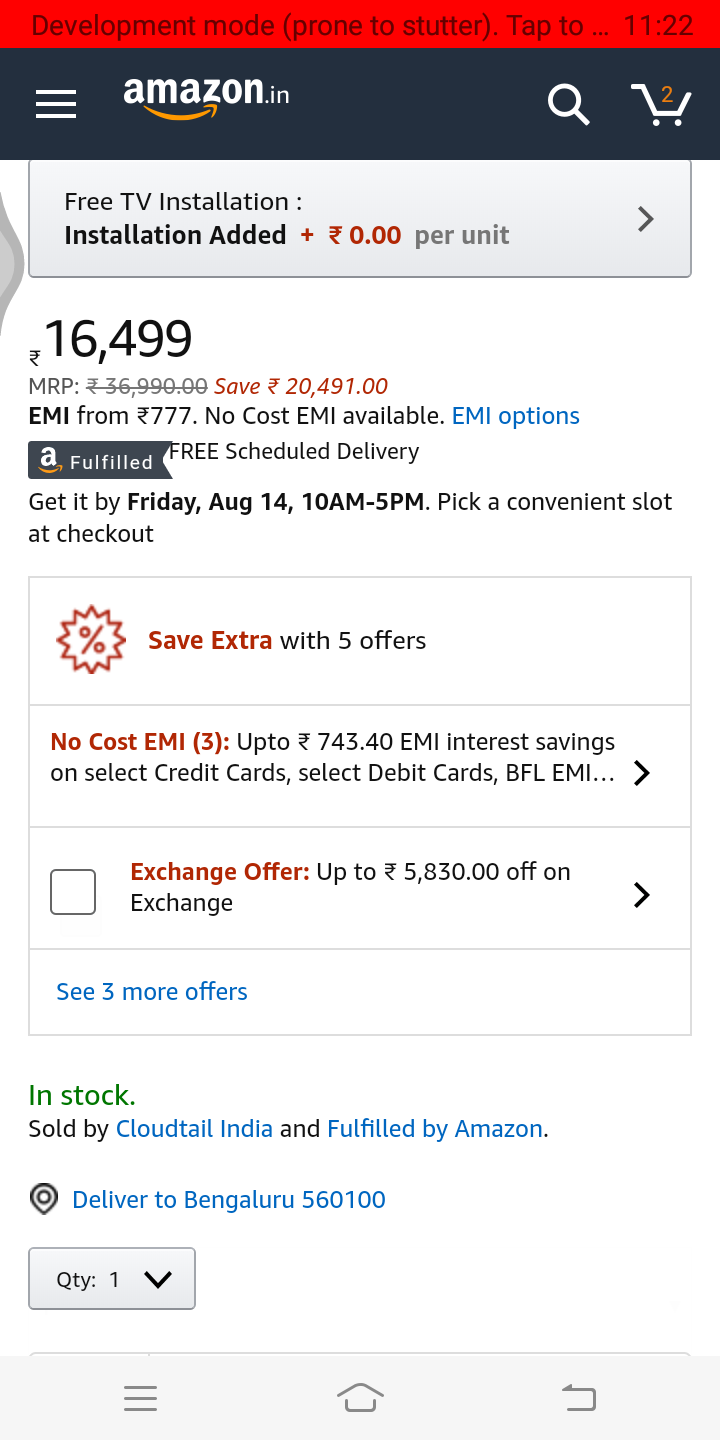 Development mode (prone to stutter). Tap to ... 11:22
amazon.in
2
Free TV Installation :
Installation Added + ₹ 0.00 per unit
₹ 16,499
MRP: ₹ 36,990.00 Save ₹ 20,491.00
EMI from ₹777. No Cost EMI available. EMI options
a Fulfilled FREE Scheduled Delivery
Get it by Friday, Aug 14, 10AM-5PM. Pick a convenient slot
at checkout
% Save Extra with 5 offers
No Cost EMI (3): Upto ₹ 743.40 EMI interest savings
on select Credit Cards, select Debit Cards, BFL EMI...
Exchange Offer: Up to ₹ 5,830.00 off on
Exchange
See 3 more offers
In stock.
Sold by Cloudtail India and Fulfilled by Amazon.
Deliver to Bengaluru 560100
Qty: 1